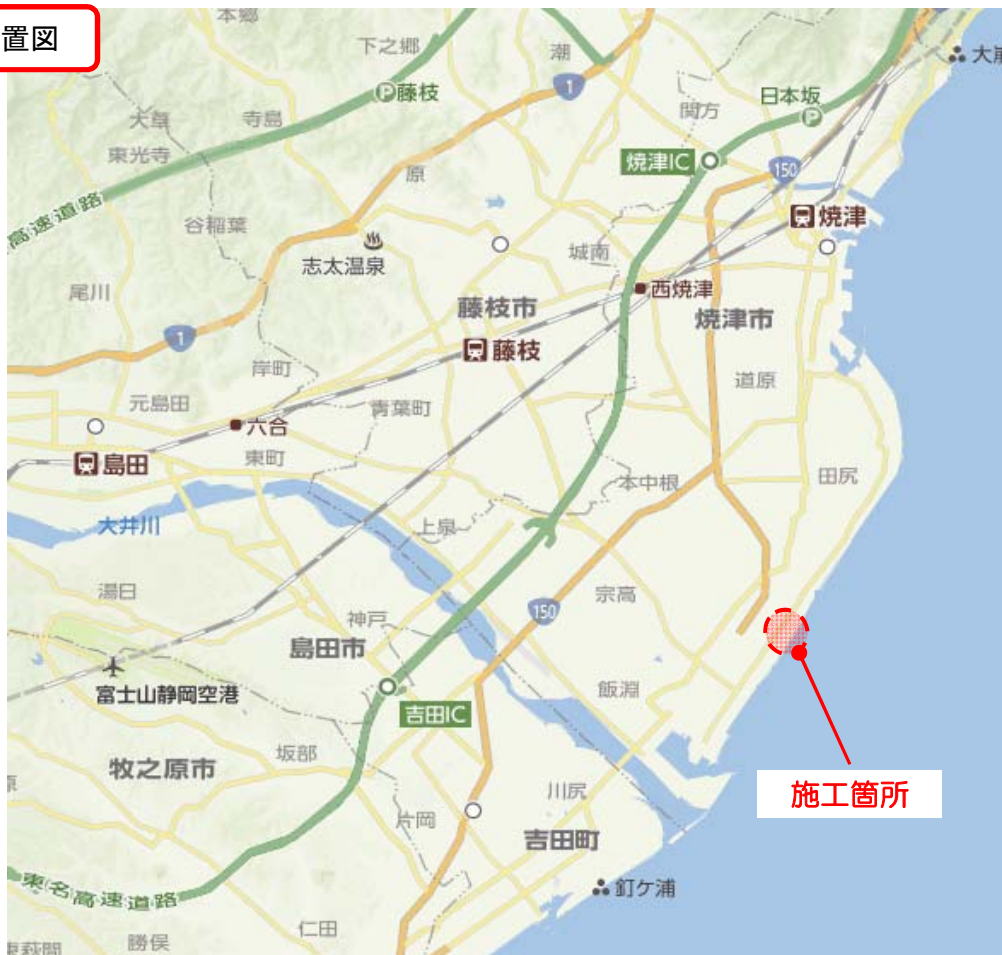 置図
本郷
下之郷
潮
大崩
P藤枝
1
日本坂
P
関方
大草
寺島
東光寺
原
焼津IC
150
高速道路
谷稲葉
焼津
志太温泉
城南
尾川
西焼津
藤枝市
焼津市
1
藤枝
岸町
道原
元島田
青葉町
六合
島田
東町
田尻
本中根
大井川
上泉
湯日
宗高
神戸
150
島田市
富士山静岡空港
飯淵
吉田IC
坂部
牧之原市
施工箇所
川尻
片岡
吉田町
東名高速道路
釘ケ浦
仁田
勝俣